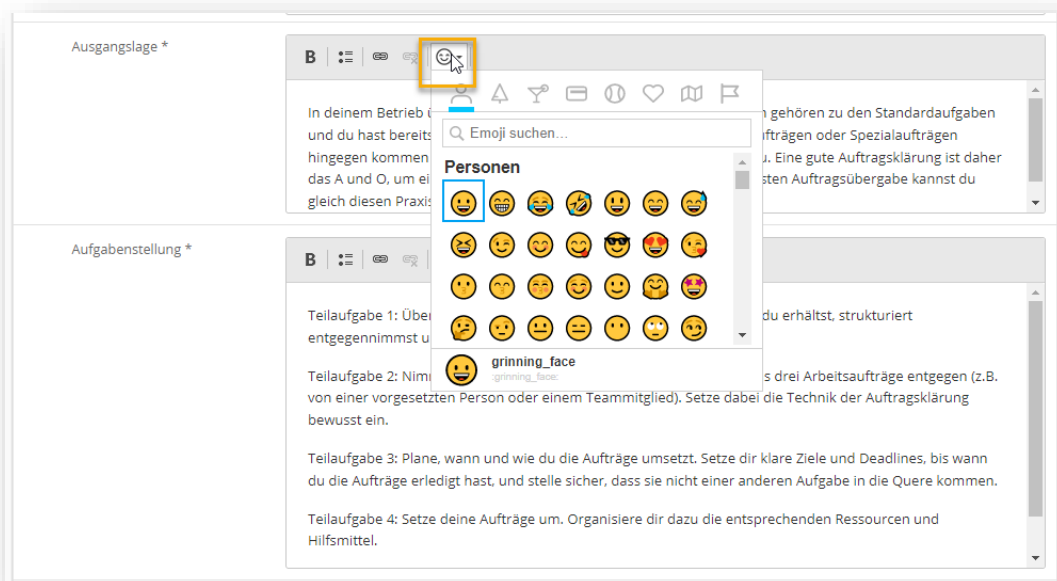 Ausgangslage *
B
In deinem Betrieb gehören zu den Standardaufgaben
und du hast bereits fträgen oder Spezialaufträgen
hingegen kommen Eine gute Auftragsklärung ist daher
das A und O, um sten Auftragsübergabe kannst du
gleich diesen
Emoji suchen...
Personen
grinning_face
:grinning_face:
Aufgabenstellung *
B
Teilaufgabe 1: du erhältst, strukturiert
entgegennimmst
Teilaufgabe 2: s drei Arbeitsaufträge entgegen (z.B.
von einer vorgesetzten Person oder einem Teammitglied). Setze dabei die Technik der Auftragsklärung
bewusst ein.
Teilaufgabe 3: Plane, wann und wie du die Aufträge umsetzt. Setze dir klare Ziele und Deadlines, bis wann
du die Aufträge erledigt hast, und stelle sicher, dass sie nicht einer anderen Aufgabe in die Quere kommen.
Teilaufgabe 4: Setze deine Aufträge um. Organisiere dir dazu die entsprechenden Ressourcen und
Hilfsmittel.